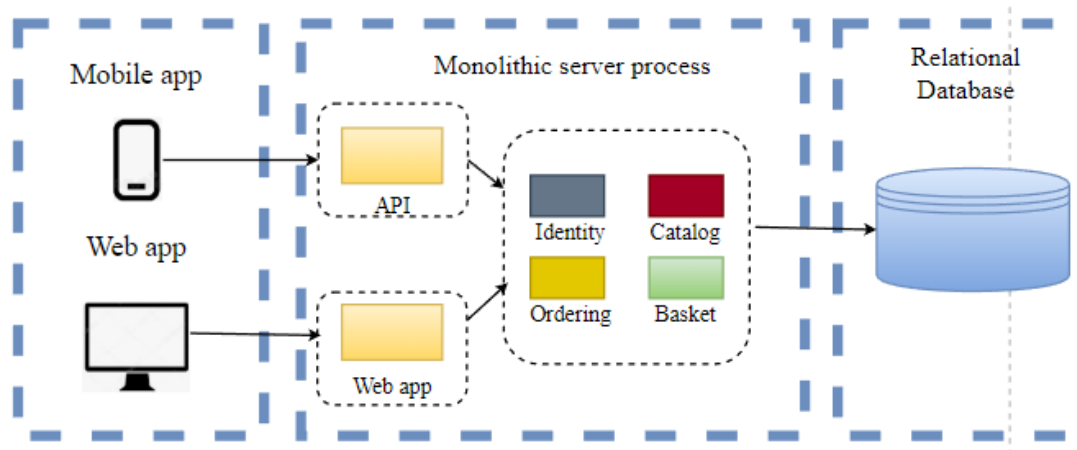 Mobile app
Web app
Monolithic server process
API
Web app
Identity
Catalog
Ordering
Basket
Relational
Database